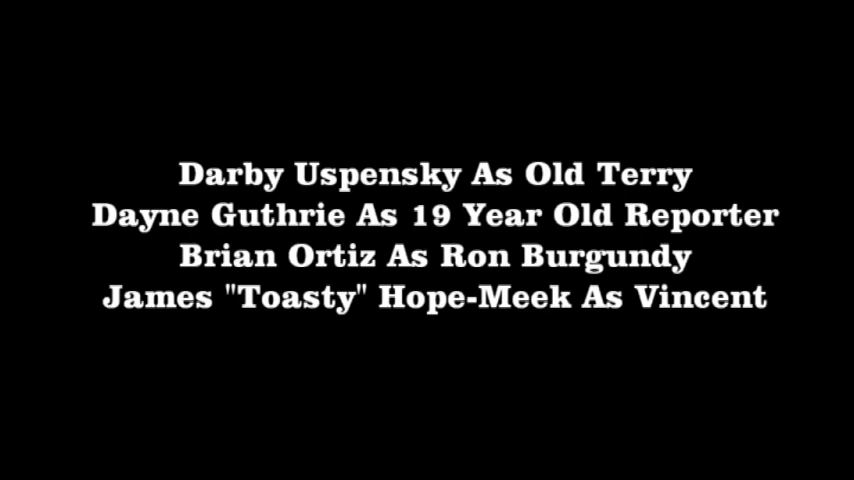 Darby Uspensky As Old Terry
Dayne Guthrie As 19 Year Old Reporter
Brian Ortiz As Ron Burgundy
James "Toasty" Hope-Meek As Vincent